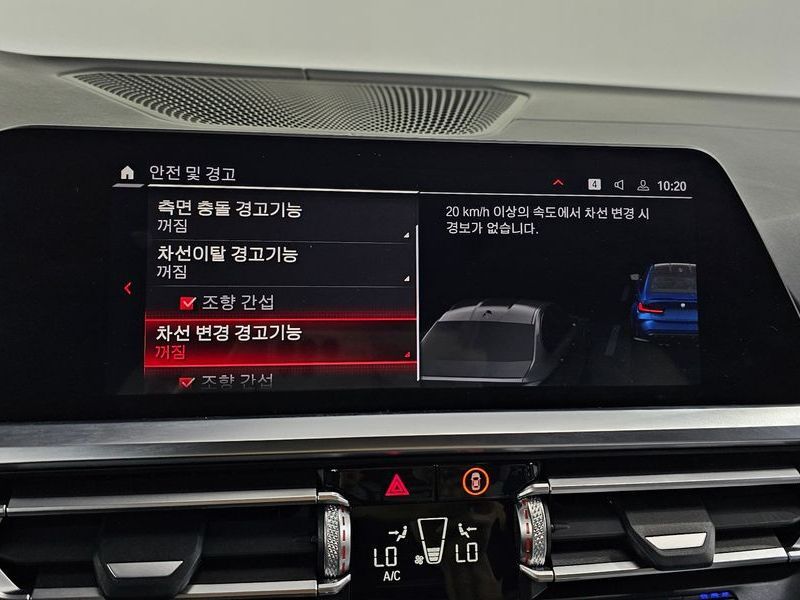 안전 및 경고
4
10:20
측면 충돌 경고기능
꺼짐
차선이탈 경고기능
꺼짐
조향 간섭
차선 변경 경고기능
꺼짐
조향 간섭
20 km/h 이상의 속도에서 차선 변경 시
경보가 없습니다.
LO
LO
A/C